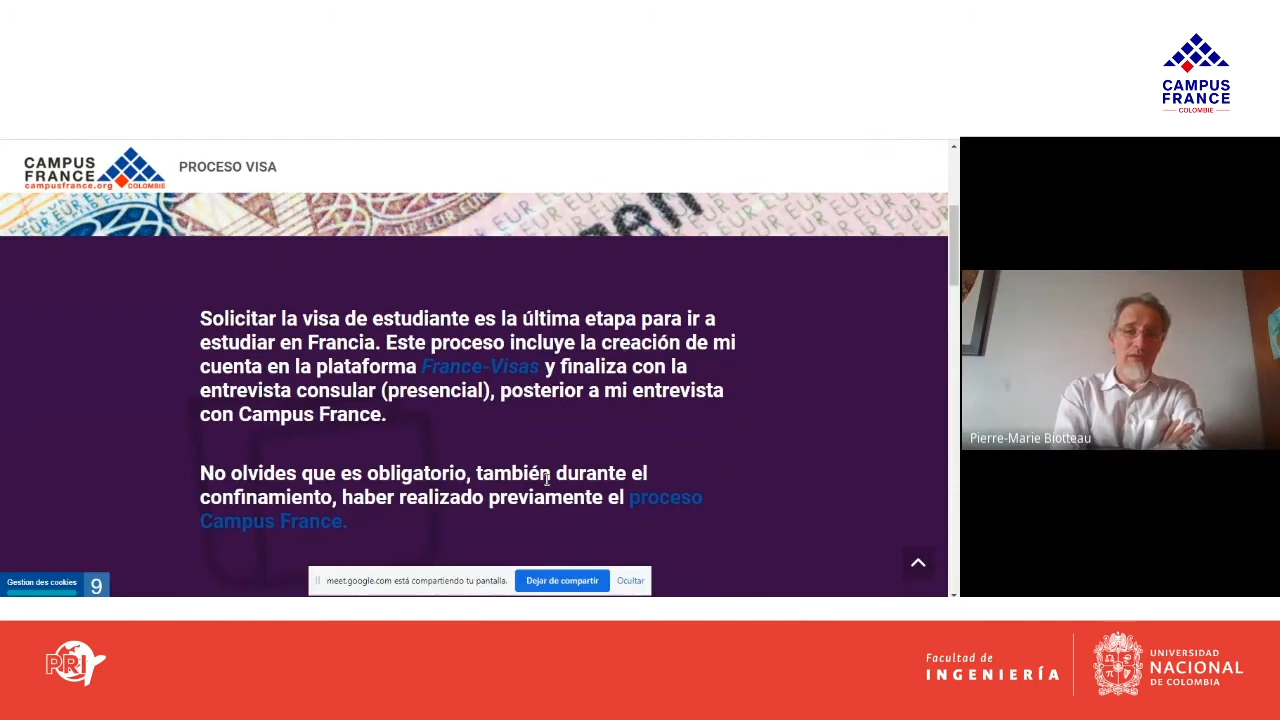 CAMPUS
FRANCE
COLOMBIE
CAMPUS
FRANCE
campusfrance.org
COLOMBIE
PROCESO VISA
Solicitar la visa de estudiante es la última etapa para ir a
estudiar en Francia. Este proceso incluye la creación de mi
cuenta en la plataforma France-Visas y finaliza con la
entrevista consular (presencial), posterior a mi entrevista
con Campus France.
No olvides que es obligatorio, también durante el
confinamiento, haber realizado previamente el proceso
Campus France.
Pierre-Marie Biotteau
Gestion des cookies
9
meet.google.com está compartiendo tu pantalla.
Dejar de compartir
Ocultar
PRI
Facultad de
INGENIERÍA
UNIVERSIDAD
NACIONAL
DE COLOMBIA